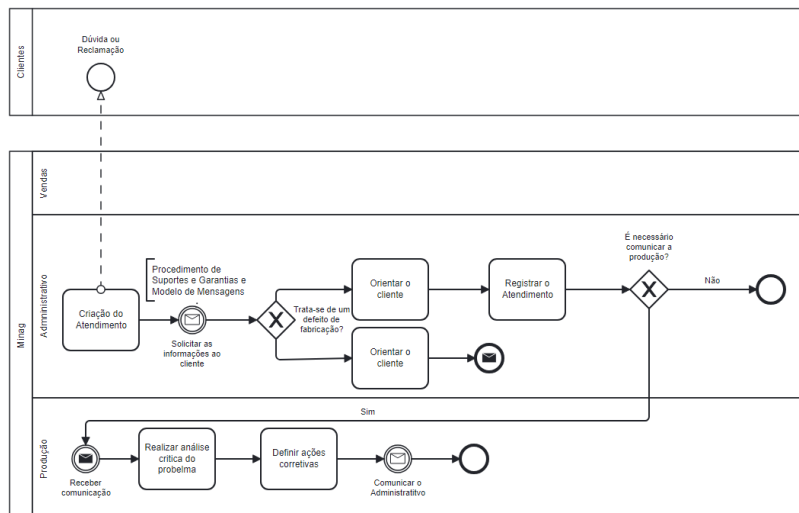 Clientes
Dúvida ou
Reclamação
Minag
Vendas
Administrativo
Criação do
Atendimento
Procedimento de
Suportes e Garantias e
Modelo de Mensagens
Solicitar as
informações ao
cliente
Trata-se de um
defeito de
fabricação?
Orientar o
cliente
Orientar o
cliente
Registrar o
Atendimento
É necessário
comunicar a
produção?
Não
Sim
Produção
Receber
comunicação
Realizar análise
critica do
probelma
Definir ações
corretivas
Comunicar o
Administratitvo